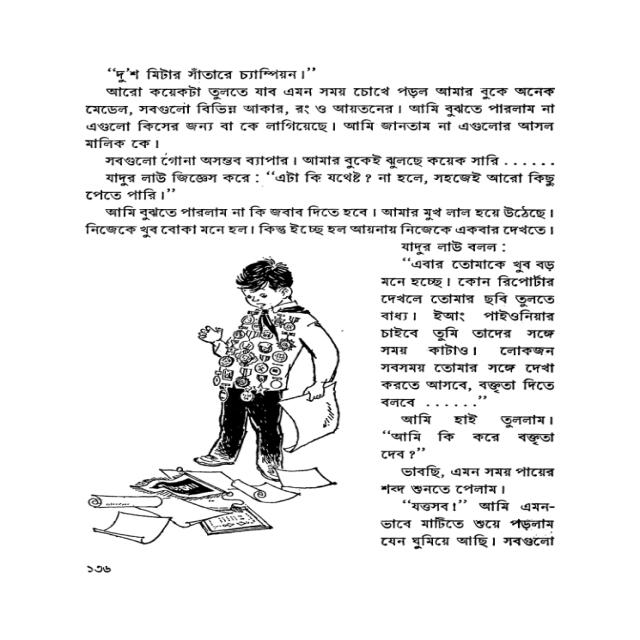 “দু’শ মিটার সাঁতারে চ্যাম্পিয়ন।”
আরো কয়েকটা তুলতে যাব এমন সময় চোখে পড়ল আমার বুকে অনেক
মেডেল, সবগুলো বিভিন্ন আকার, রং ও আয়তনের। আমি বুঝতে পারলাম না
এগুলো কিসের জন্য বা কে লাগিয়েছে। আমি জানতাম না এগুলোর আসল
মালিক কে।
সবগুলো গোনা অসম্ভব ব্যাপার। আমার বুকেই ঝুলছে কয়েক সারি ......
যাদুর লাউ জিজ্ঞেস করে : “এটা কি যথেষ্ট? না হলে, সহজেই আরো কিছু
পেতে পারি।”
আমি বুঝতে পারলাম না কি জবাব দিতে হবে। আমার মুখ লাল হয়ে উঠেছে।
নিজেকে খুব বোকা মনে হল। কিন্তু ইচ্ছে হল আয়নায় নিজেকে একবার দেখতে।
যাদুর লাউ বলল :
“এবার তোমাকে খুব বড়
মনে হচ্ছে। কোন রিপোর্টার
দেখলে তোমার ছবি তুলতে
বাধ্য। ইআং পাইওনিয়ার
চাইবে তুমি তাদের সঙ্গে
সময় কাটাও। লোকজন
সবসময় তোমার সঙ্গে দেখা
করতে আসবে, বক্তৃতা দিতে
বলবে ......”
আমি হাই তুললাম।
“আমি কি করে বক্তৃতা
দেব?”
ভাবছি, এমন সময় পায়ের
শব্দ শুনতে পেলাম।
“যত্তসব!” আমি এমন-
ভাবে মাটিতে শুয়ে পড়লাম
যেন ঘুমিয়ে আছি। সবগুলো
১৩৬